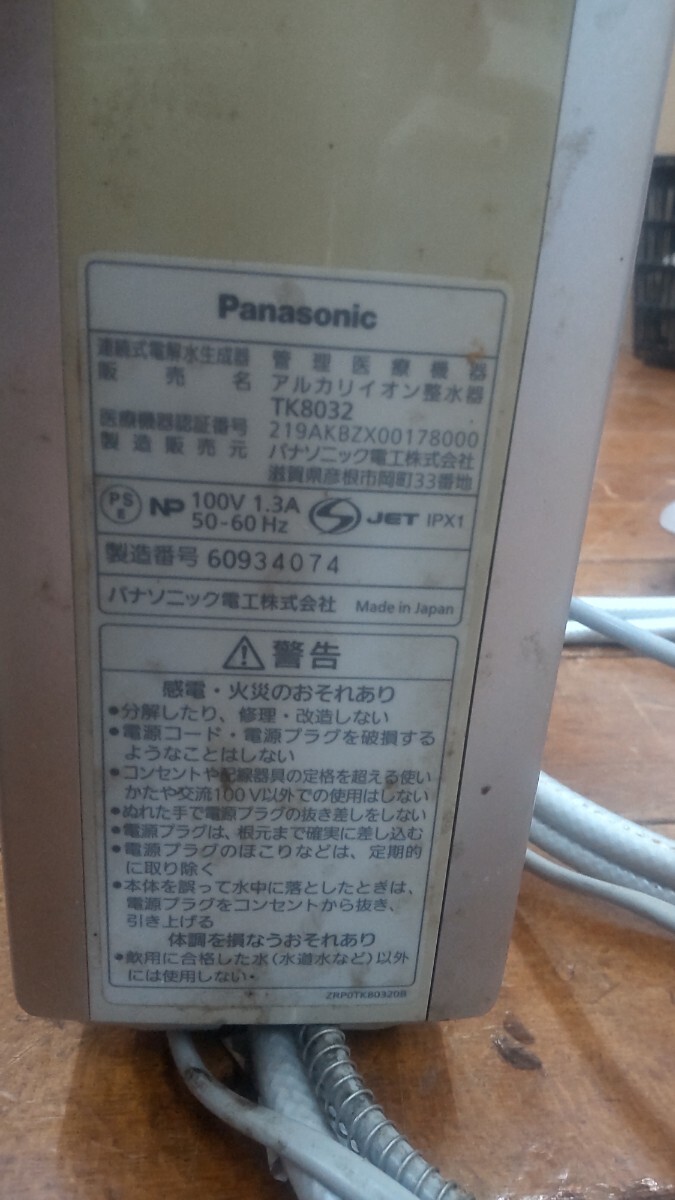 Panasonic
連続式電解水生成器 管理医療機器
販売名 アルカリイオン整水器
TK8032
医療機器認証番号 219AKBZX00178000
製造販売元 パナソニック電工株式会社
滋賀県彦根市岡町33番地
PS E NP 100V 1.3A
50-60 Hz
JET IPX1
製造番号 60934074
パナソニック電工株式会社 Made in Japan
警告
感電・火災のおそれあり
●分解したり、修理・改造しない
●電源コード・電源プラグを破損する
ようなことはしない
●コンセントや配線器具の定格を超える使い
かたや交流100V以外での使用はしない
●ぬれた手で電源プラグの抜き差しをしない
●電源プラグは、根元まで確実に差し込む
●電源プラグのほこりなどは、定期的
に取り除く
●本体を誤って水中に落としたときは、
電源プラグをコンセントから抜き、
引き上げる
体調を損なうおそれあり
●飲用に合格した水(水道水など)以外
には使用しない
ZRP0TK80320B